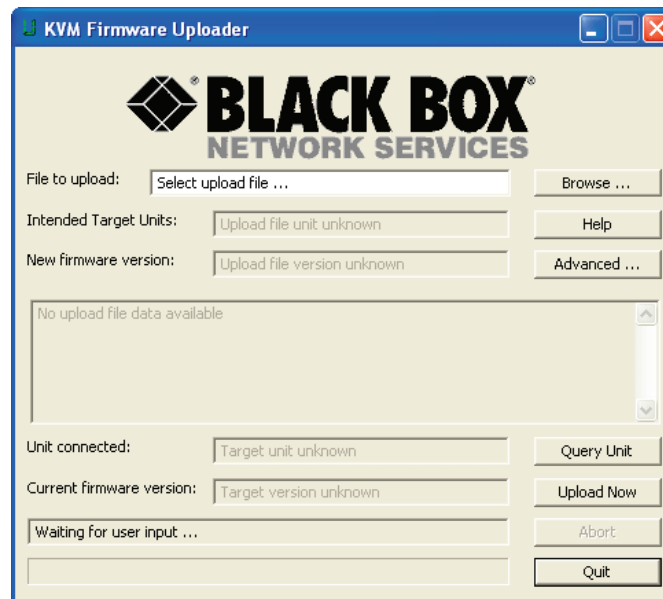 KVM Firmware Uploader
BLACK BOX®
NETWORK SERVICES
File to upload: Select upload file ... Browse ...
Intended Target Units: Upload file unit unknown Help
New firmware version: Upload file version unknown Advanced ...
No upload file data available
Unit connected: Target unit unknown Query Unit
Current firmware version: Target version unknown Upload Now
Waiting for user input ... Abort
Quit